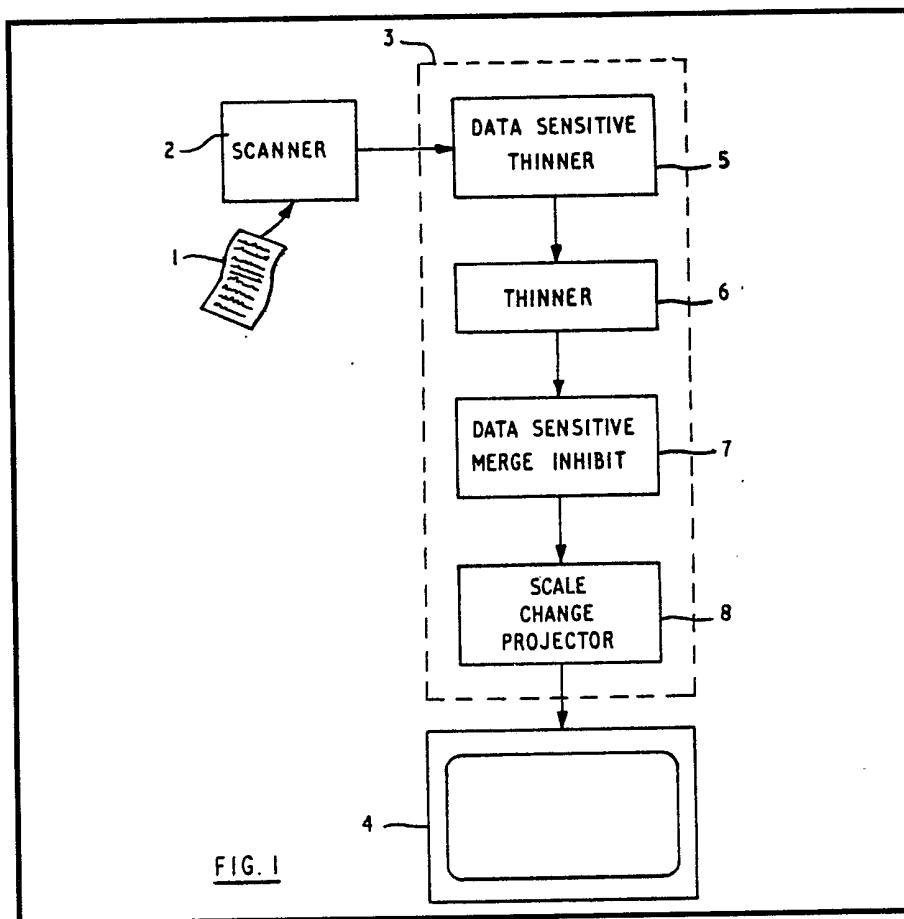 3
2
SCANNER
DATA SENSITIVE
THINNER
5
1
THINNER
6
DATA SENSITIVE
MERGE INHIBIT
7
SCALE
CHANGE
PROJECTOR
8
4
FIG. 1